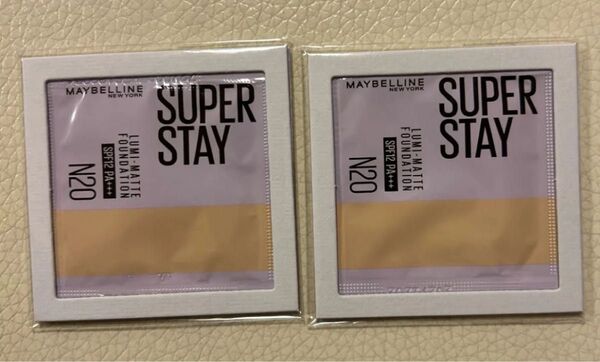 MAYBELLINE
NEW YORK
SUPER
STAY
LUMI-MATTE
FOUNDATION
SPF12 PA+++
N20
MAYBELLINE
NEW YORK
SUPER
STAY
LUMI-MATTE
FOUNDATION
SPF12 PA+++
N20